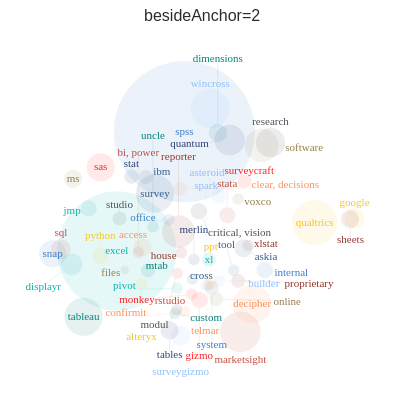 besideAnchor=2
dimensions
wincross
research
uncle
spss
quantum
software
bi, power
reporter
stat
sas
ibm
asteroid
surveycraft
ms
spark
stata
clear, decisions
survey
studio
voxco
google
jmp
office
qualtrics
sql
python
access
merlin
critical, vision
sheets
snap
excel
house
ppt
tool
xlstat
files
mtab
xl
askia
displayr
pivot
cross
internal
builder
proprietary
monkey
rstudio
decipher
online
tableau
confirmit
custom
modul
telmar
alteryx
system
tables
gizmo
marketsight
surveygizmo